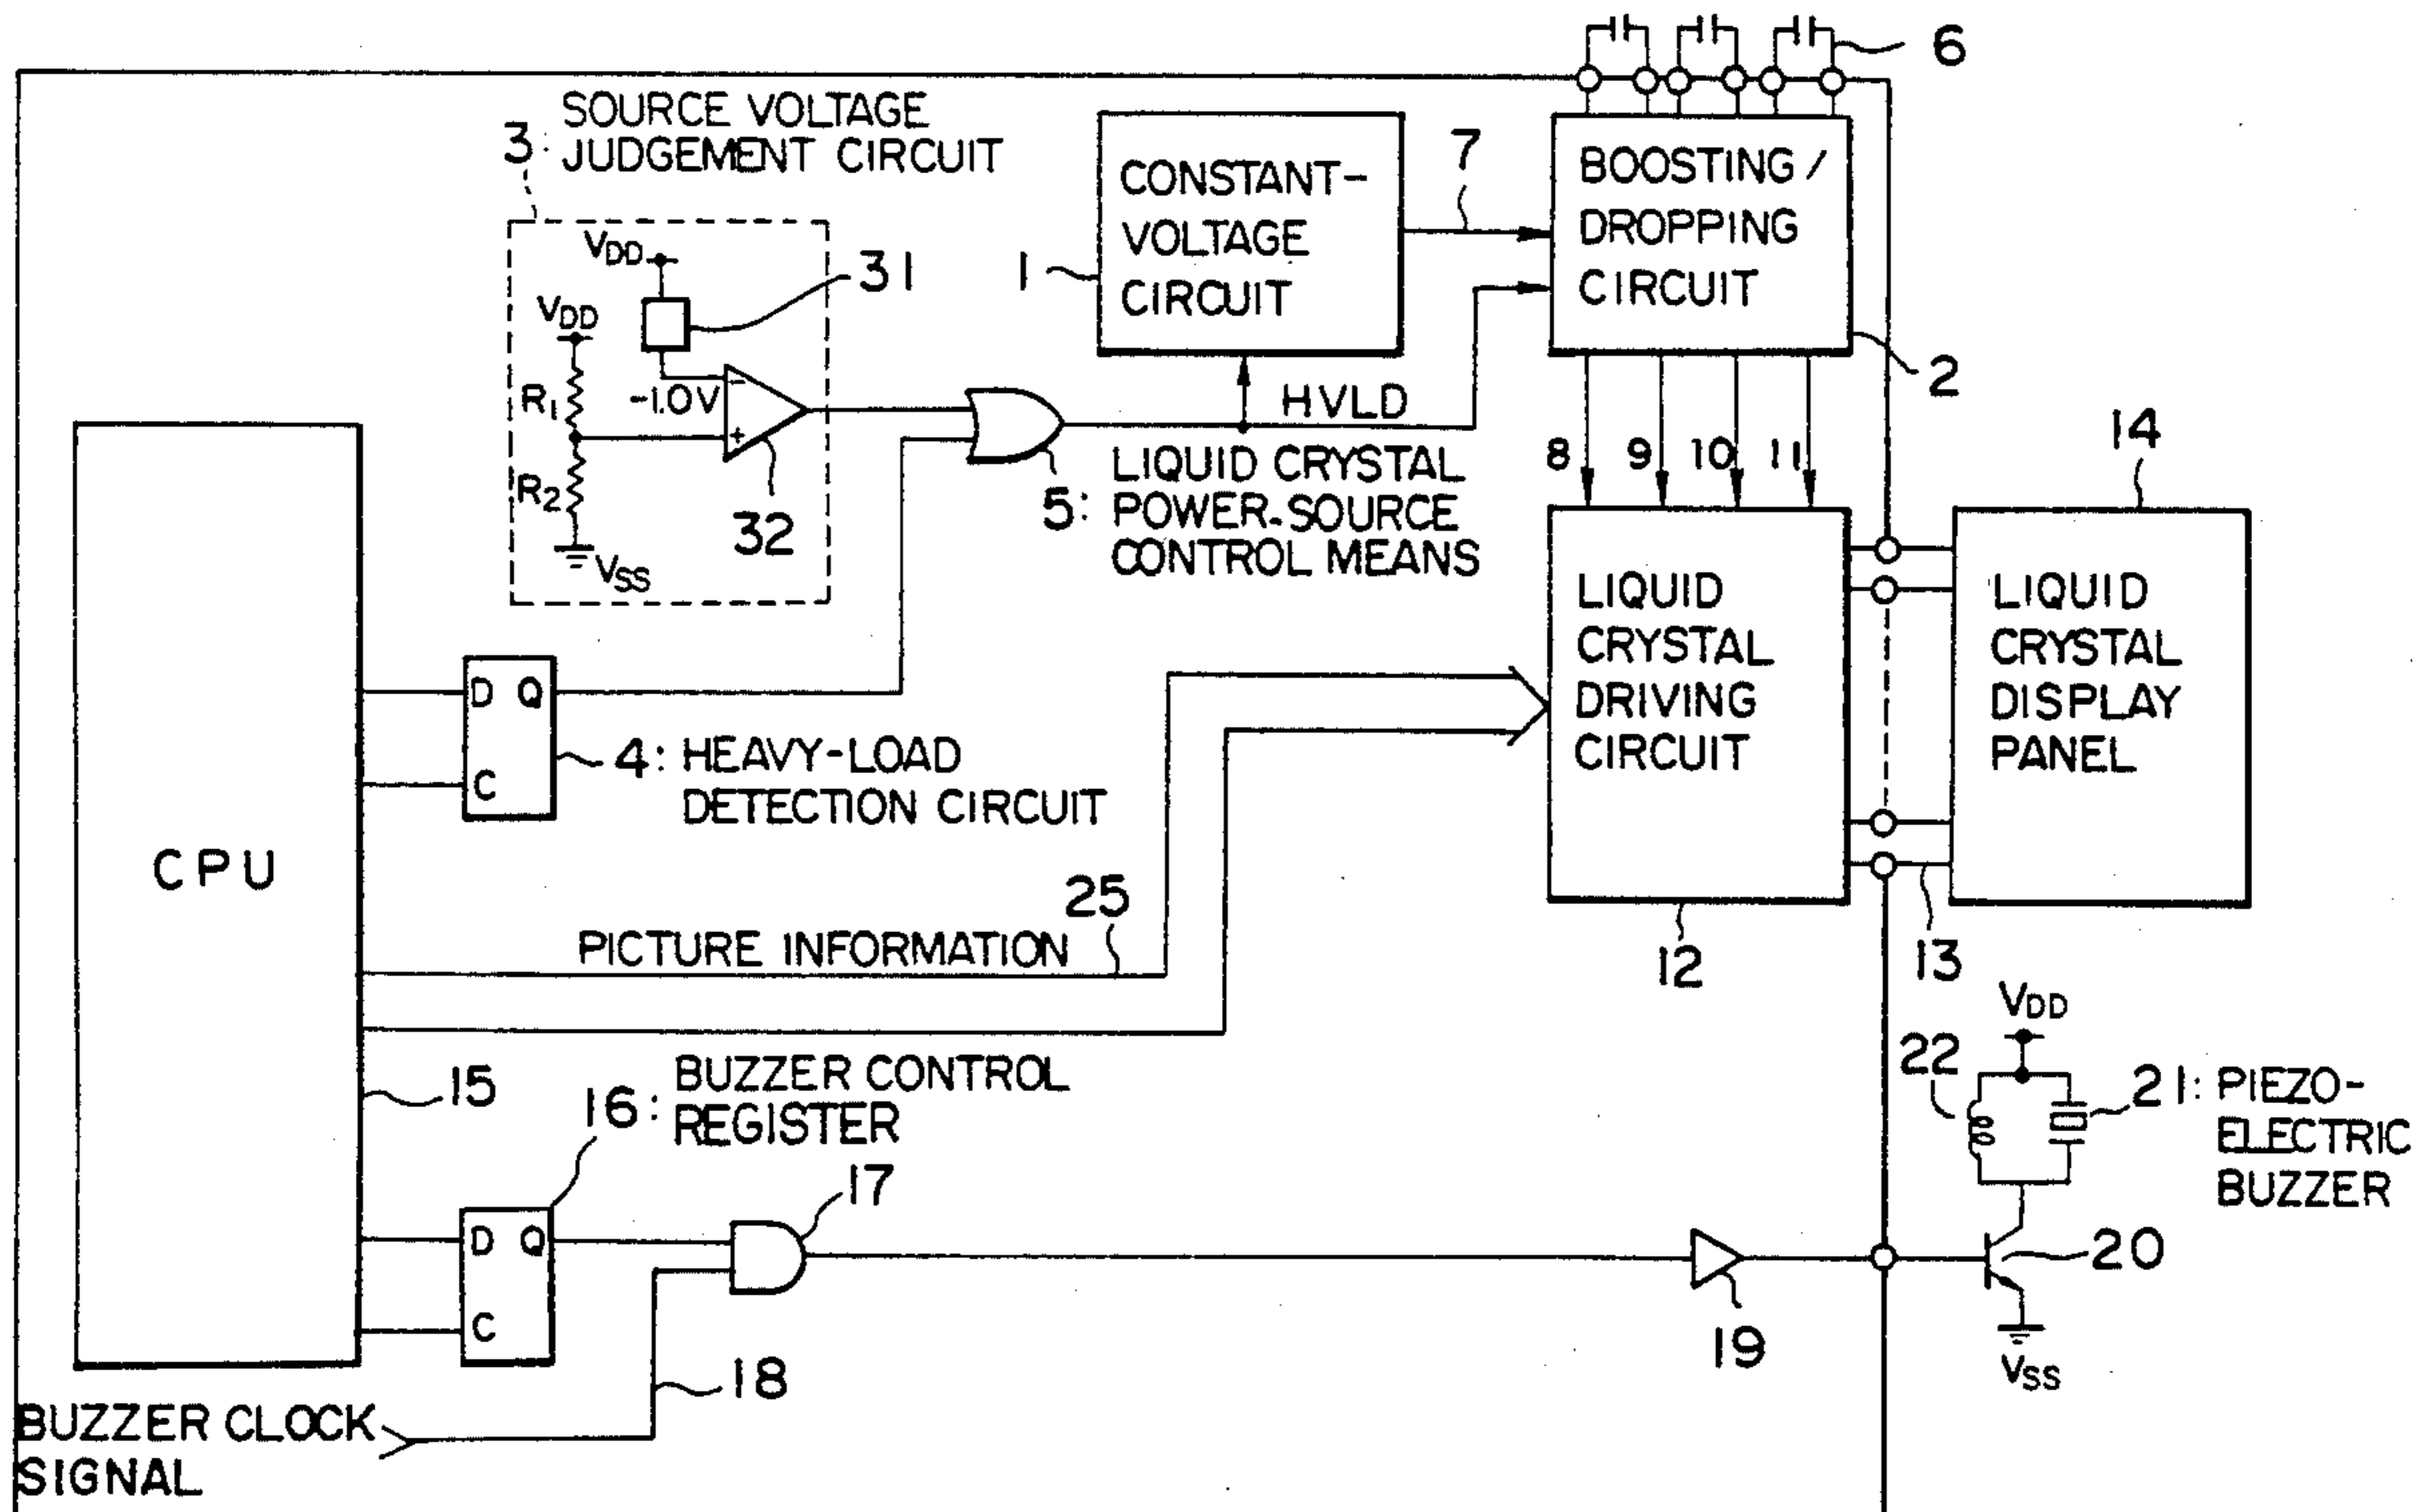 6
SOURCE VOLTAGE
3: JUDGEMENT CIRCUIT
CONSTANT-
VOLTAGE
CIRCUIT
1
7
BOOSTING/
DROPPING
CIRCUIT
2
VDD
31
VDD
R1
-1.0V
-
+
R2
32
VSS
HVLD
LIQUID CRYSTAL
5: POWER-SOURCE
CONTROL MEANS
8 9 10 11
14
LIQUID
CRYSTAL
DRIVING
CIRCUIT
LIQUID
CRYSTAL
DISPLAY
PANEL
12
13
D Q
C
4: HEAVY-LOAD
DETECTION CIRCUIT
CPU
25
PICTURE INFORMATION
15
16: BUZZER CONTROL
REGISTER
17
D Q
C
18
BUZZER CLOCK
SIGNAL
19
VDD
22
21: PIEZO-
ELECTRIC
BUZZER
20
VSS